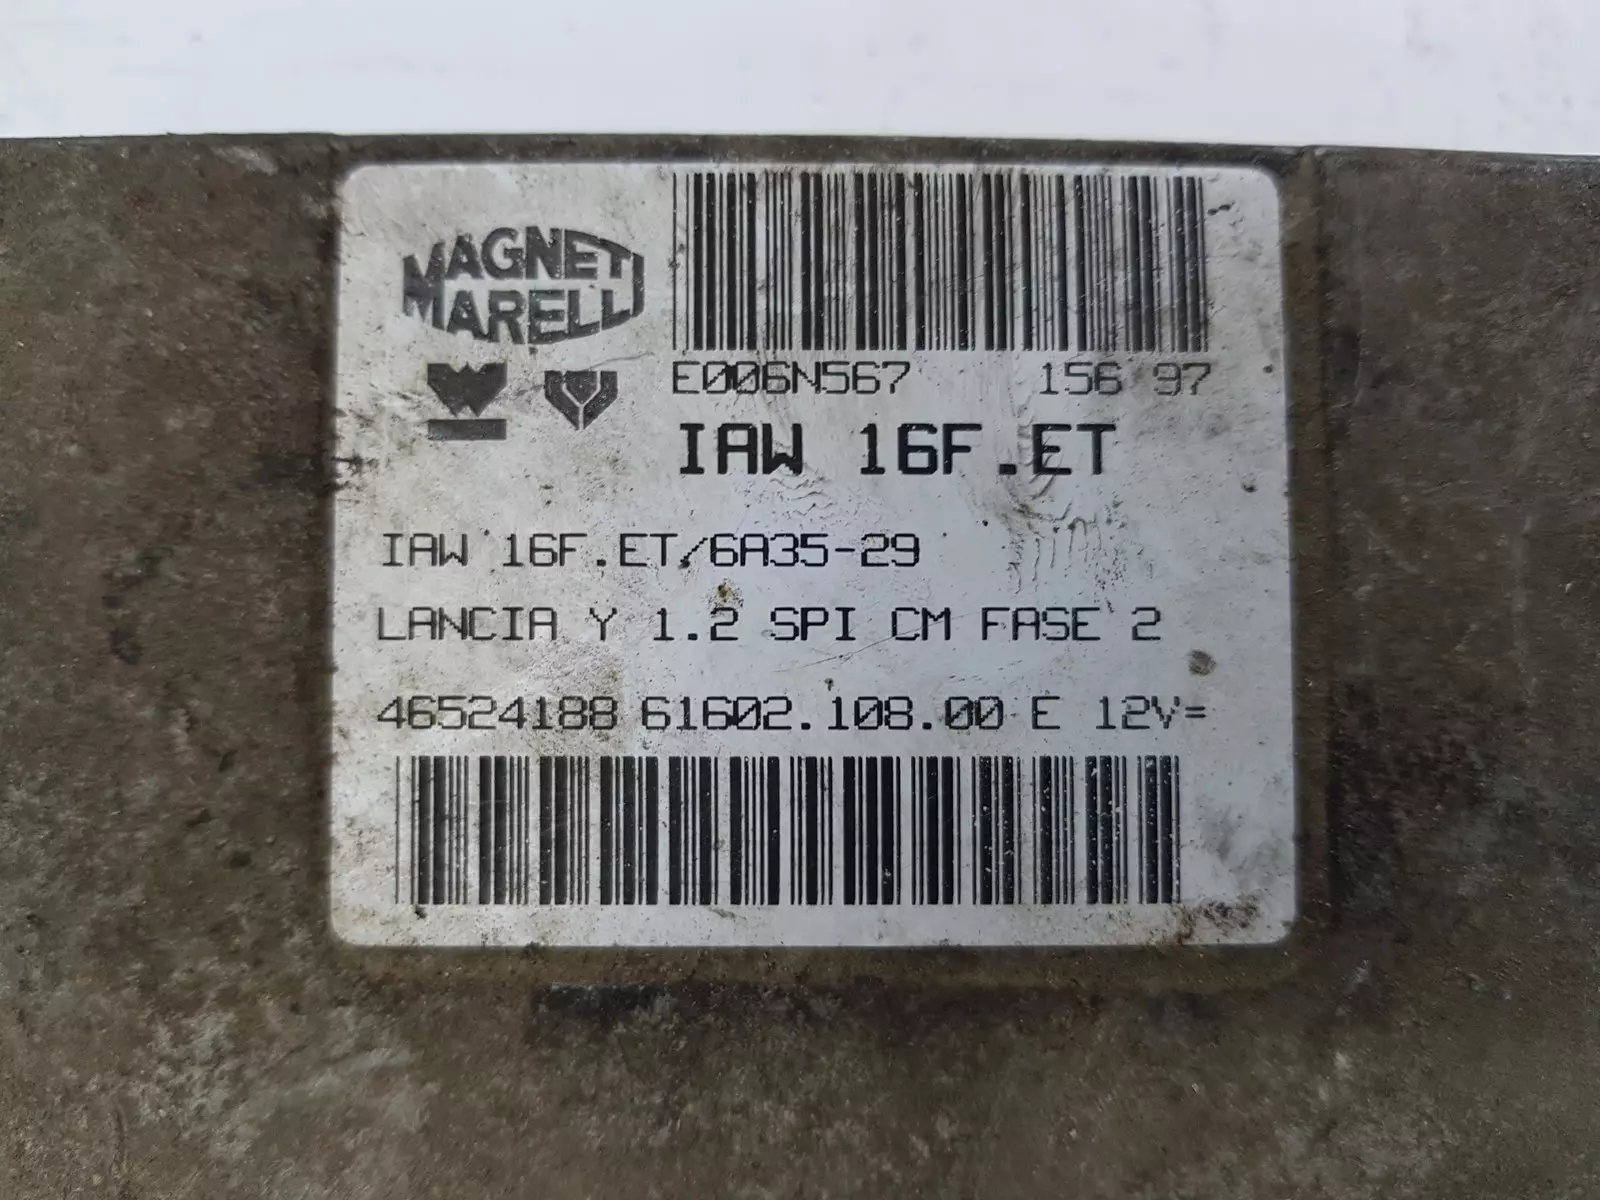 MAGNETI
MARELLI
E006N567 156 97
IAW 16F.ET
IAW 16F.ET/6A35-29
LANCIA Y 1.2 SPI CM FASE 2
46524188 61602.108.00 E 12V=